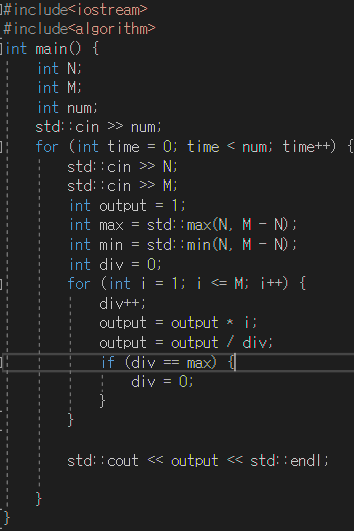 #include<iostream>
#include<algorithm>
int main() {
    int N;
    int M;
    int num;
    std::cin >> num;
    for (int time = 0; time < num; time++) {
        std::cin >> N;
        std::cin >> M;
        int output = 1;
        int max = std::max(N, M - N);
        int min = std::min(N, M - N);
        int div = 0;
        for (int i = 1; i <= M; i++) {
            div++;
            output = output * i;
            output = output / div;
            if (div == max) {
                div = 0;
            }
        }
        std::cout << output << std::endl;
    }
}